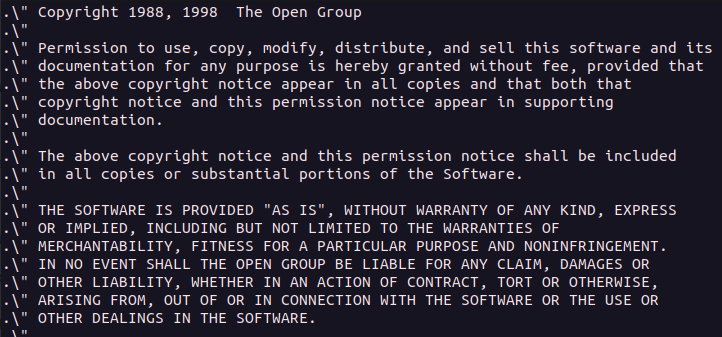 .\" Copyright 1988, 1998  The Open Group
.\"
.\" Permission to use, copy, modify, distribute, and sell this software and its
.\" documentation for any purpose is hereby granted without fee, provided that
.\" the above copyright notice appear in all copies and that both that
.\" copyright notice and this permission notice appear in supporting
.\" documentation.
.\"
.\" The above copyright notice and this permission notice shall be included
.\" in all copies or substantial portions of the Software.
.\"
.\" THE SOFTWARE IS PROVIDED "AS IS", WITHOUT WARRANTY OF ANY KIND, EXPRESS
.\" OR IMPLIED, INCLUDING BUT NOT LIMITED TO THE WARRANTIES OF
.\" MERCHANTABILITY, FITNESS FOR A PARTICULAR PURPOSE AND NONINFRINGEMENT.
.\" IN NO EVENT SHALL THE OPEN GROUP BE LIABLE FOR ANY CLAIM, DAMAGES OR
.\" OTHER LIABILITY, WHETHER IN AN ACTION OF CONTRACT, TORT OR OTHERWISE,
.\" ARISING FROM, OUT OF OR IN CONNECTION WITH THE SOFTWARE OR THE USE OR
.\" OTHER DEALINGS IN THE SOFTWARE.
.\"